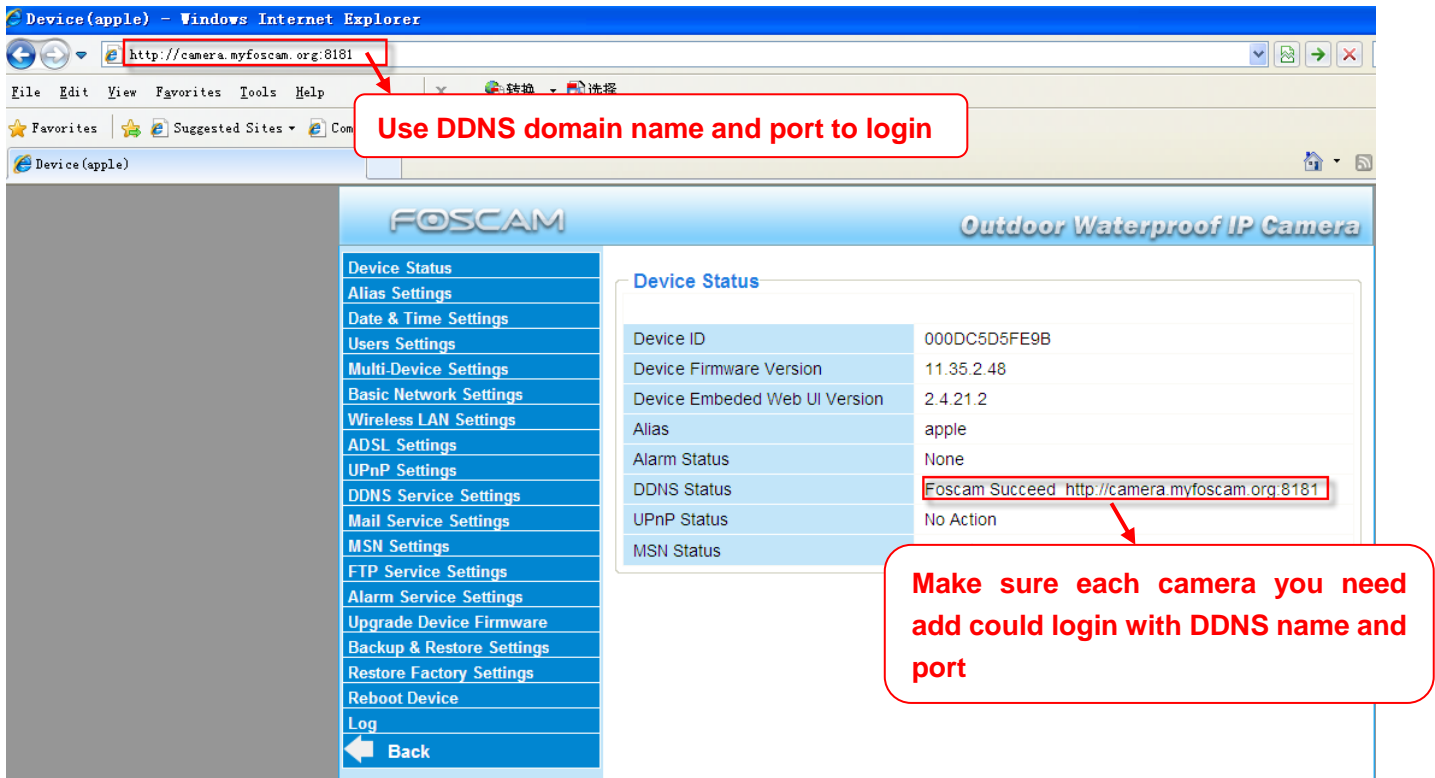 Device(apple) - Windows Internet Explorer
http://camera.myfoscam.org:8181
File Edit View Favorites Tools Help
x 转换 选择
Favorites Suggested Sites Com
Use DDNS domain name and port to login
Device(apple)
FOSCAM
Outdoor Waterproof IP Camera
Device Status
Alias Settings
Date & Time Settings
Users Settings
Multi-Device Settings
Basic Network Settings
Wireless LAN Settings
ADSL Settings
UPnP Settings
DDNS Service Settings
Mail Service Settings
MSN Settings
FTP Service Settings
Alarm Service Settings
Upgrade Device Firmware
Backup & Restore Settings
Restore Factory Settings
Reboot Device
Log
Back
Device Status
Device ID 000DC5D5FE9B
Device Firmware Version 11.35.2.48
Device Embeded Web UI Version 2.4.21.2
Alias apple
Alarm Status None
DDNS Status Foscam Succeed http://camera.myfoscam.org:8181
UPnP Status No Action
MSN Status
Make sure each camera you need
add could login with DDNS name and
port